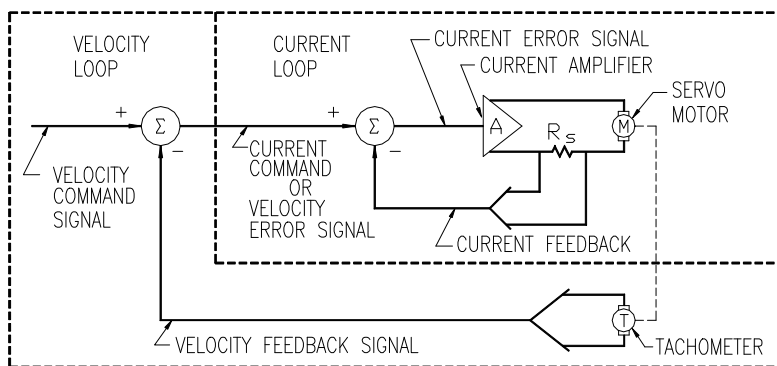 VELOCITY
LOOP
CURRENT
LOOP
CURRENT ERROR SIGNAL
CURRENT AMPLIFIER
SERVO
MOTOR
+
Σ
−
+
Σ
−
A
Rs
M
VELOCITY
COMMAND
SIGNAL
CURRENT
COMMAND
OR
VELOCITY
ERROR SIGNAL
CURRENT FEEDBACK
VELOCITY FEEDBACK SIGNAL
T
TACHOMETER